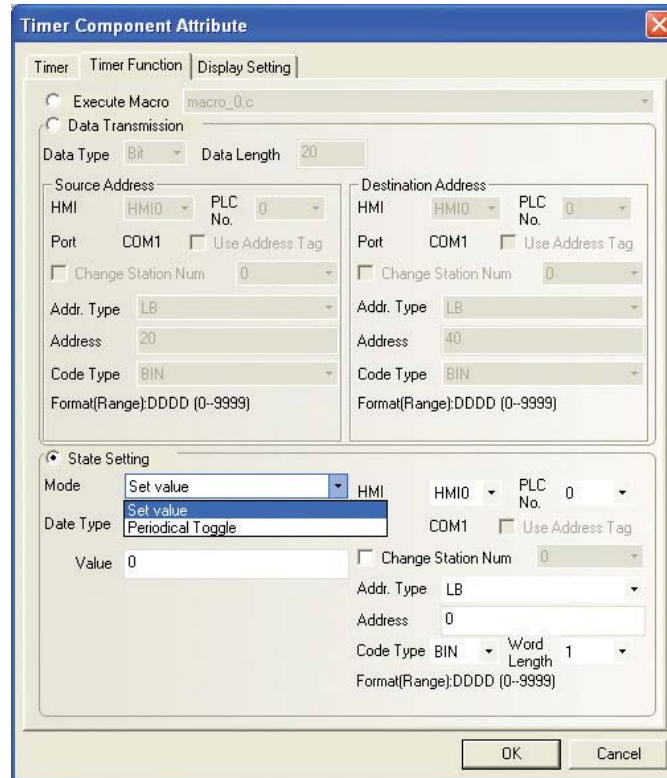 Timer Component Attribute
Timer Timer Function Display Setting
Execute Macro macro_0.c
Data Transmission
Data Type Bit Data Length 20
Source Address
HMI HMI0 PLC No. 0
Port COM1 Use Address Tag
Change Station Num 0
Addr. Type LB
Address 20
Code Type BIN
Format(Range):DDDD (0--9999)
Destination Address
HMI HMI0 PLC No. 0
Port COM1 Use Address Tag
Change Station Num 0
Addr. Type LB
Address 40
Code Type BIN
Format(Range):DDDD (0--9999)
State Setting
Mode Set value
Set value
Periodical Toggle
Date Type
Value 0
HMI HMI0 PLC No. 0
COM1 Use Address Tag
Change Station Num 0
Addr. Type LB
Address 0
Code Type BIN Word Length 1
Format(Range):DDDD (0--9999)
OK Cancel